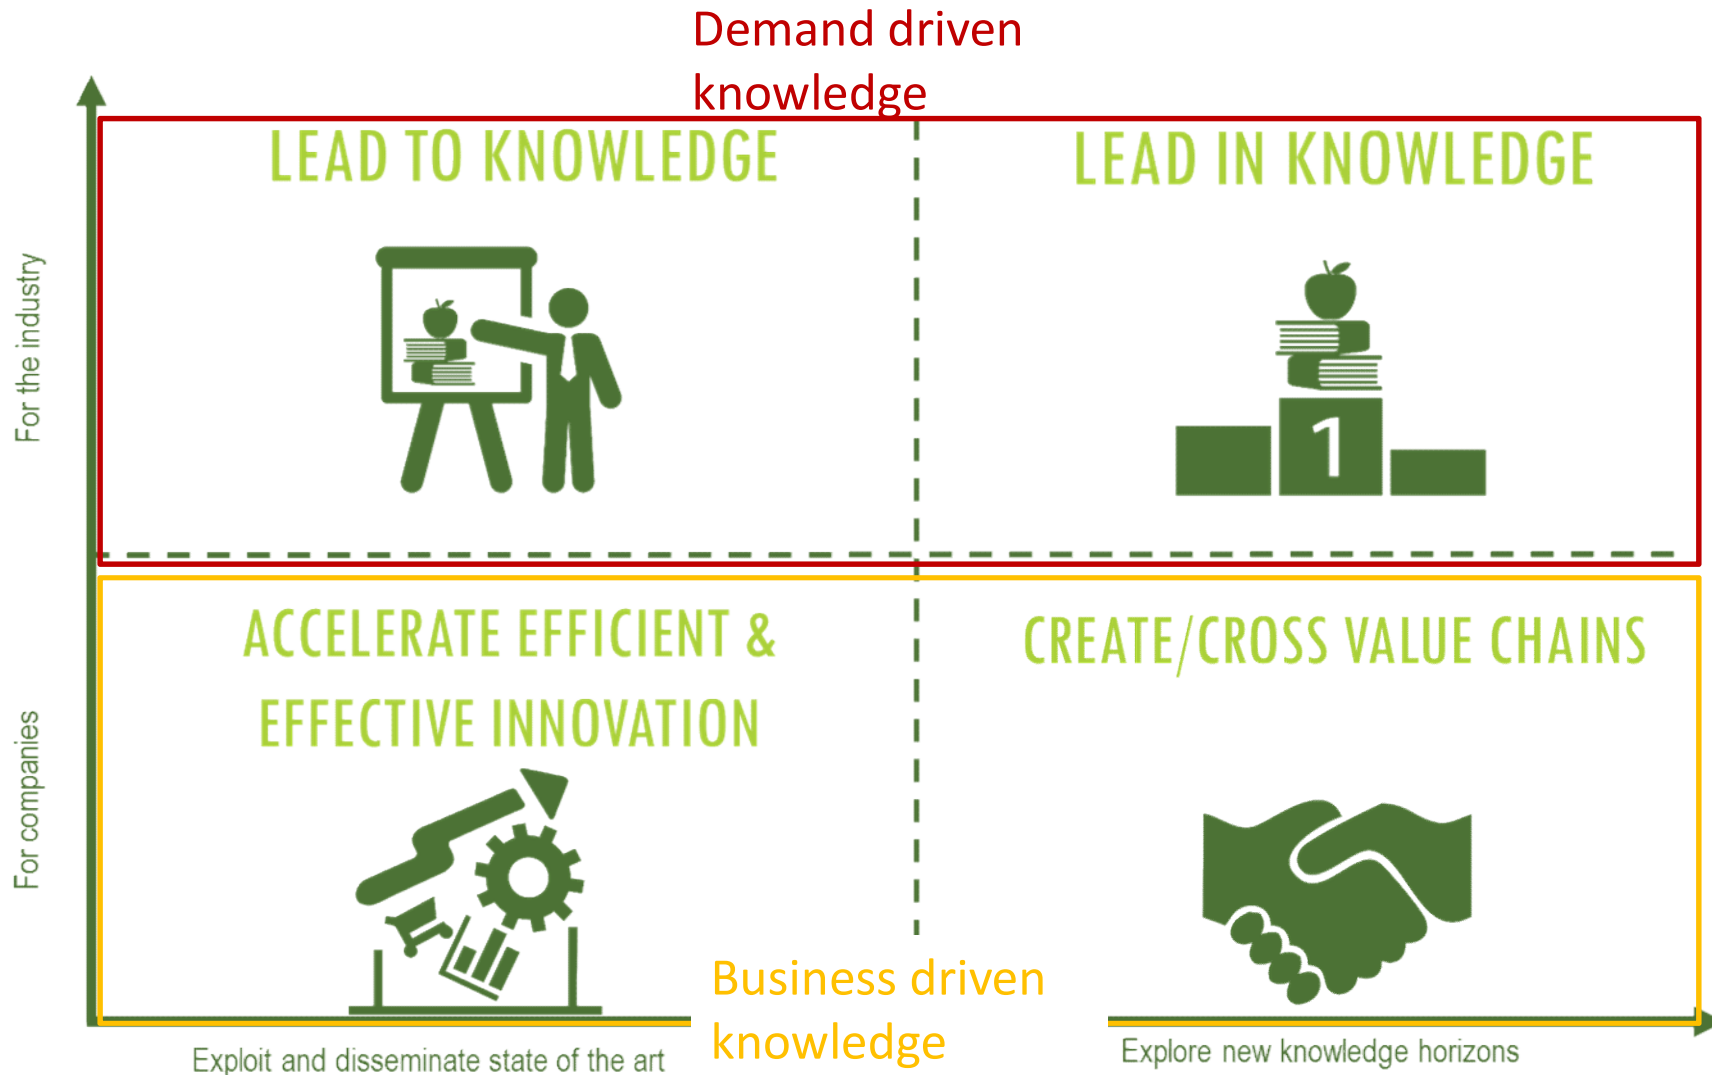 Demand driven
knowledge
LEAD TO KNOWLEDGE
LEAD IN KNOWLEDGE
For the industry
1
ACCELERATE EFFICIENT &
EFFECTIVE INNOVATION
CREATE/CROSS VALUE CHAINS
For companies
Business driven
knowledge
Exploit and disseminate state of the art
Explore new knowledge horizons